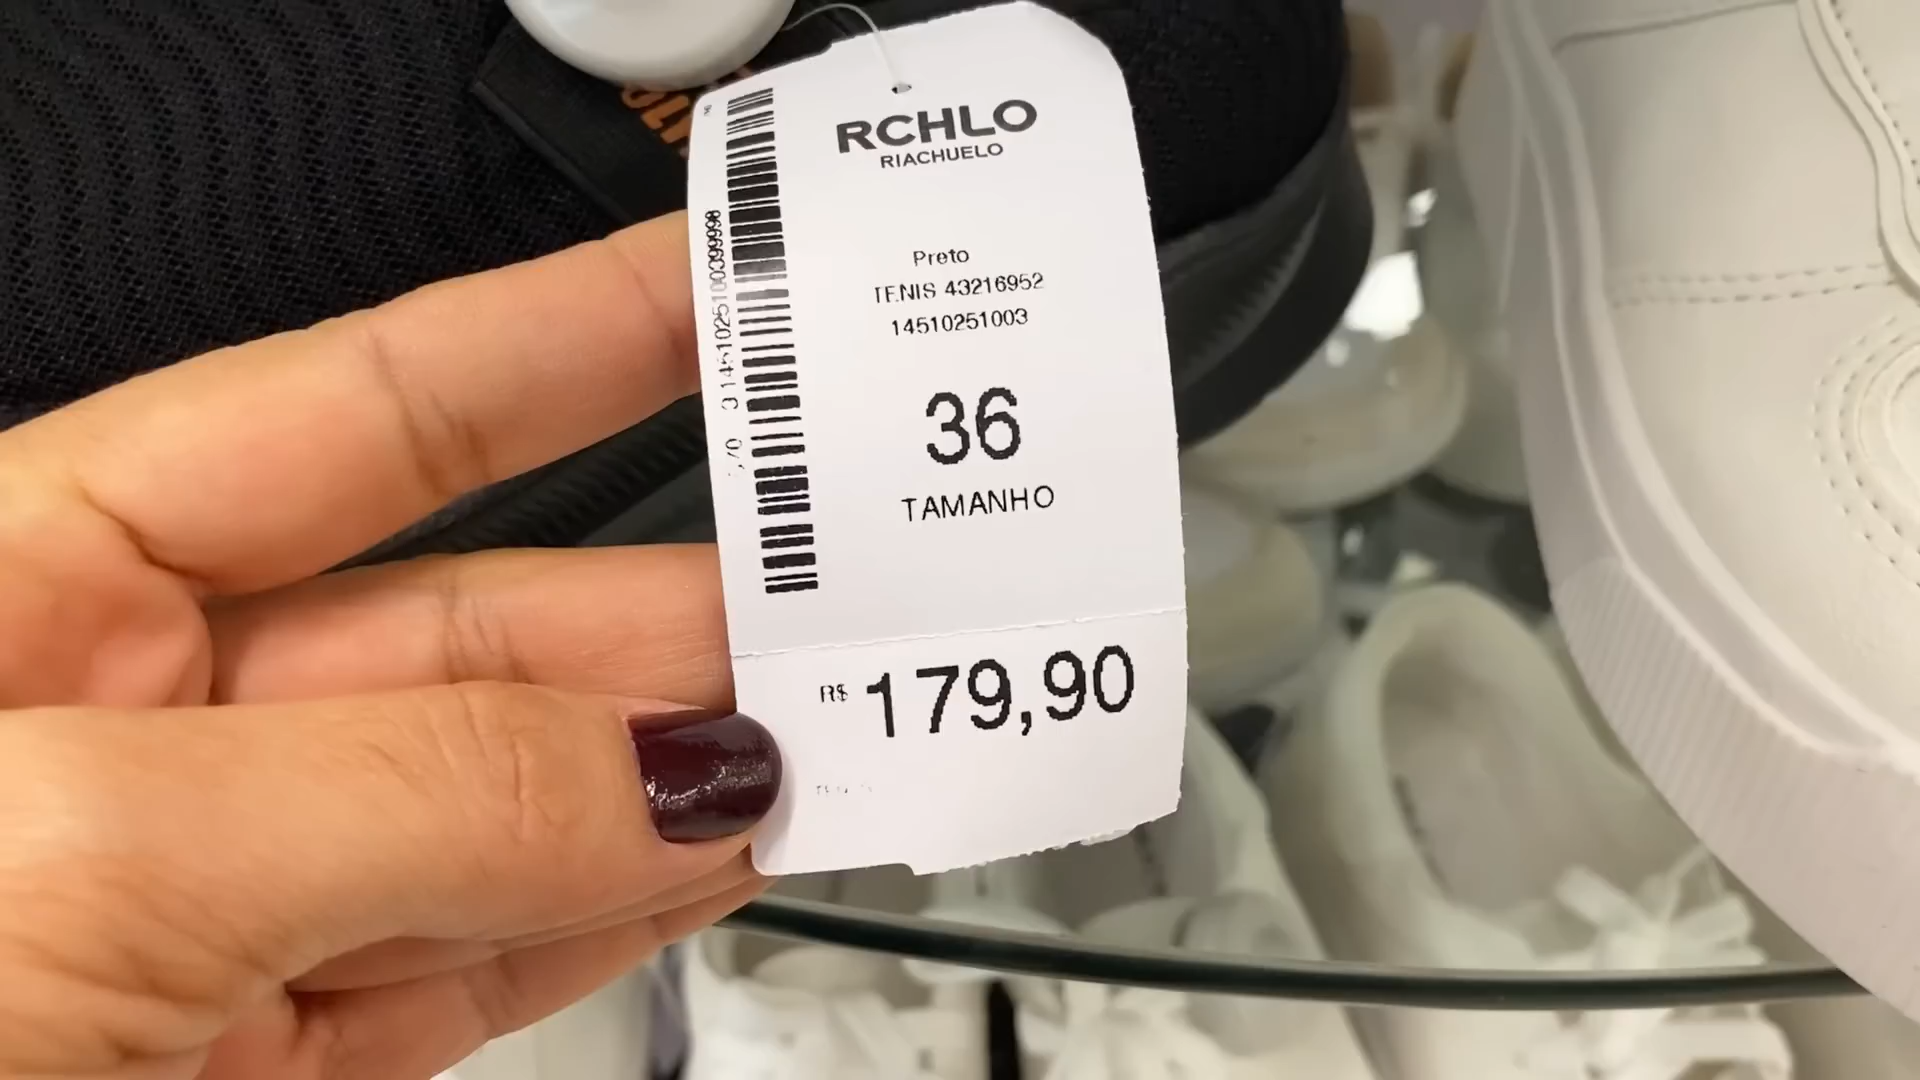 RCHLO
RIACHUELO
Preto
TENIS 43216952
14510251003
36
TAMANHO
R$ 179,90